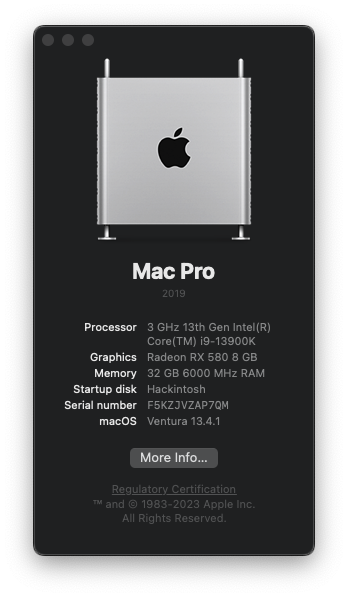 Mac Pro
2019
Processor 3 GHz 13th Gen Intel(R)
Core(TM) i9-13900K
Graphics Radeon RX 580 8 GB
Memory 32 GB 6000 MHz RAM
Startup disk Hackintosh
Serial number F5KZJVZAP7QM
macOS Ventura 13.4.1
More Info...
Regulatory Certification
™ and © 1983-2023 Apple Inc.
All Rights Reserved.